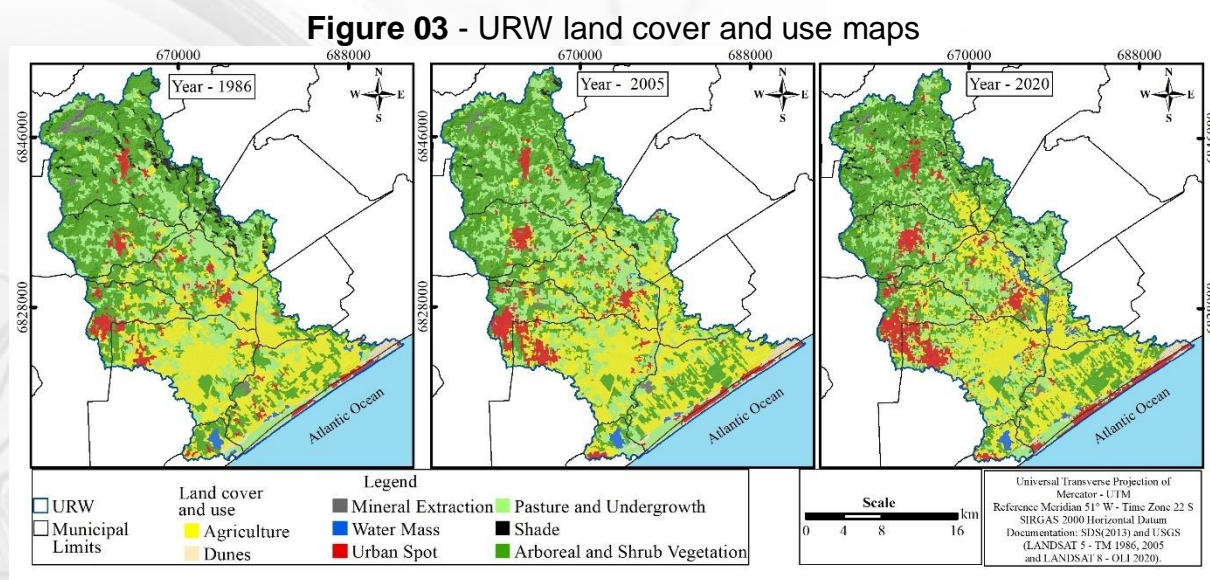 Figure 03 - URW land cover and use maps
670000 688000 670000 688000 670000 688000
Year - 1986
Year - 2005
Year - 2020
N
W E
S
N
W E
S
N
W E
S
6846000
6828000
6846000
6828000
6846000
6828000
6846000
6828000
Atlantic Ocean
Atlantic Ocean
Atlantic Ocean
Legend
URW
Municipal
Limits
Land cover
and use
Agriculture
Dunes
Mineral Extraction
Water Mass
Urban Spot
Pasture and Undergrowth
Shade
Arboreal and Shrub Vegetation
Scale
km
0 4 8 16
Universal Transverse Projection of
Mercator - UTM
Reference Meridian 51° W - Time Zone 22 S
SIRGAS 2000 Horizontal Datum
Documentation: SDS(2013) and USGS
(LANDSAT 5 - TM 1986, 2005
and LANDSAT 8 - OLI 2020).